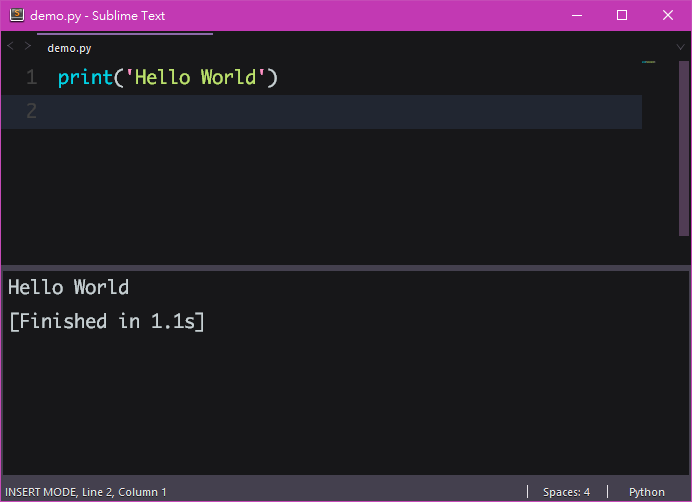 demo.py - Sublime Text
demo.py
1 print('Hello World')
2
Hello World
[Finished in 1.1s]
INSERT MODE, Line 2, Column 1 Spaces: 4 Python